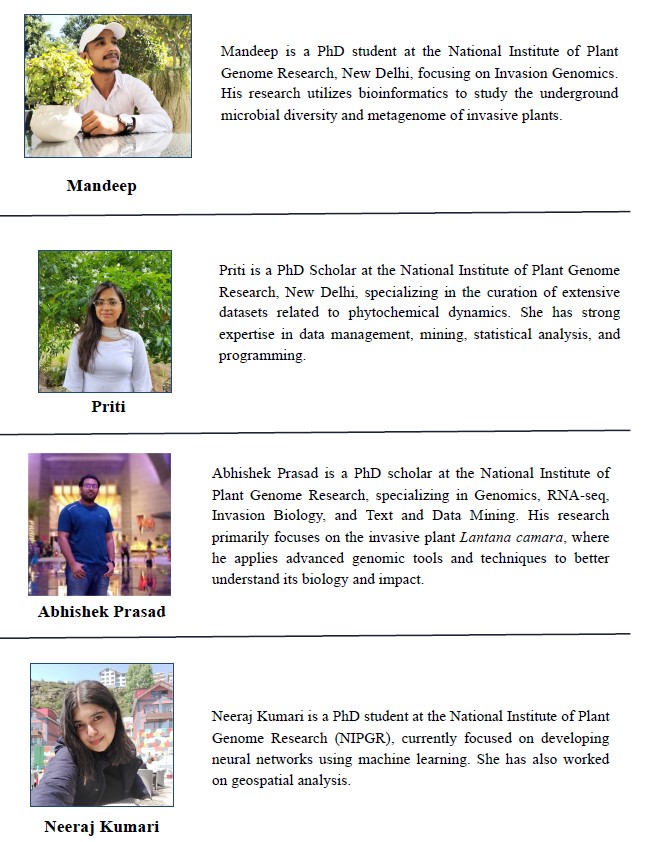 Mandeep is a PhD student at the National Institute of Plant
Genome Research, New Delhi, focusing on Invasion Genomics.
His research utilizes bioinformatics to study the underground
microbial diversity and metagenome of invasive plants.
Mandeep
Priti is a PhD Scholar at the National Institute of Plant Genome
Research, New Delhi, specializing in the curation of extensive
datasets related to phytochemical dynamics. She has strong
expertise in data management, mining, statistical analysis, and
programming.
Priti
Abhishek Prasad is a PhD scholar at the National Institute of
Plant Genome Research, specializing in Genomics, RNA-seq,
Invasion Biology, and Text and Data Mining. His research
primarily focuses on the invasive plant Lantana camara, where
he applies advanced genomic tools and techniques to better
understand its biology and impact.
Abhishek Prasad
Neeraj Kumari is a PhD student at the National Institute of Plant
Genome Research (NIPGR), currently focused on developing
neural networks using machine learning. She has also worked
on geospatial analysis.
Neeraj Kumari